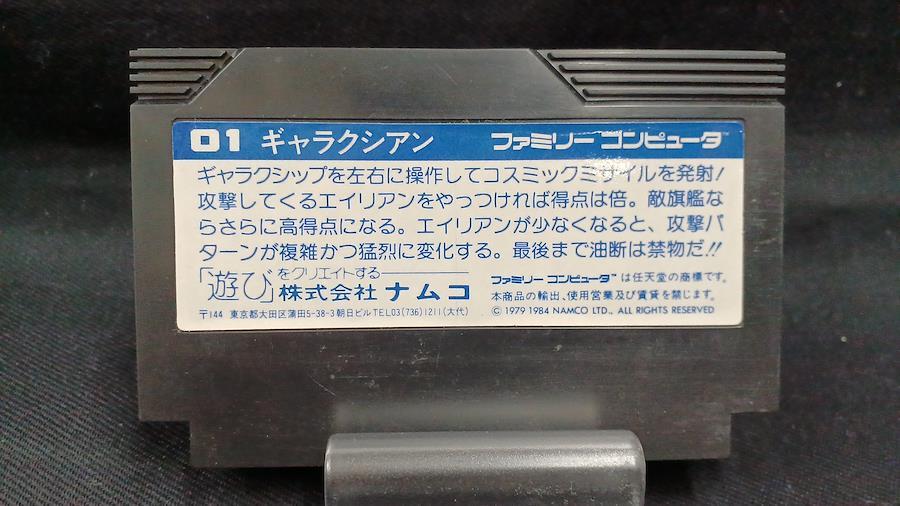 01 ギャラクシアン ファミリーコンピュータ™
ギャラクシップを左右に操作してコスミックミサイルを発射!
攻撃してくるエイリアンをやっつければ得点は倍。敵旗艦な
らさらに高得点になる。エイリアンが少なくなると、攻撃パ
ターンが複雑かつ猛烈に変化する。最後まで油断は禁物だ!!
「遊び」をクリエイトする
株式会社 ナムコ
〒144 東京都大田区蒲田5-38-3朝日ビルTEL03(736)1211(大代)
ファミリーコンピュータ™は任天堂の商標です。
本商品の輸出、使用営業及び賃貸を禁じます。
© 1979 1984 NAMCO LTD., ALL RIGHTS RESERVED